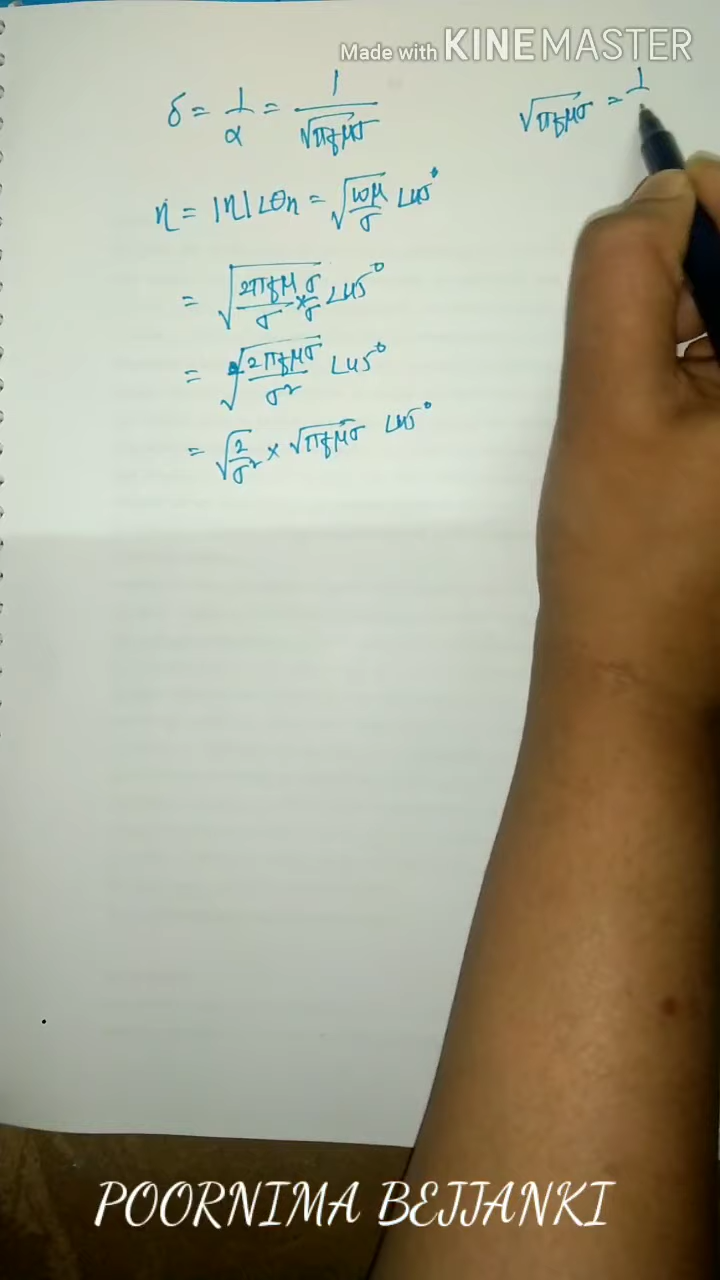 Made with KINEMASTER
δ = 1/α = 1/√(πfμσ)
√(πfμσ) = 1/
η = |η|∠θη = √(ωμ/σ) ∠45°
= √(2πfμ/σ × σ/σ) ∠45°
= √(2πfμσ/σ²) ∠45°
= √(2/σ²) × √(πfμσ) ∠45°
POORNIMA BEJJANKI